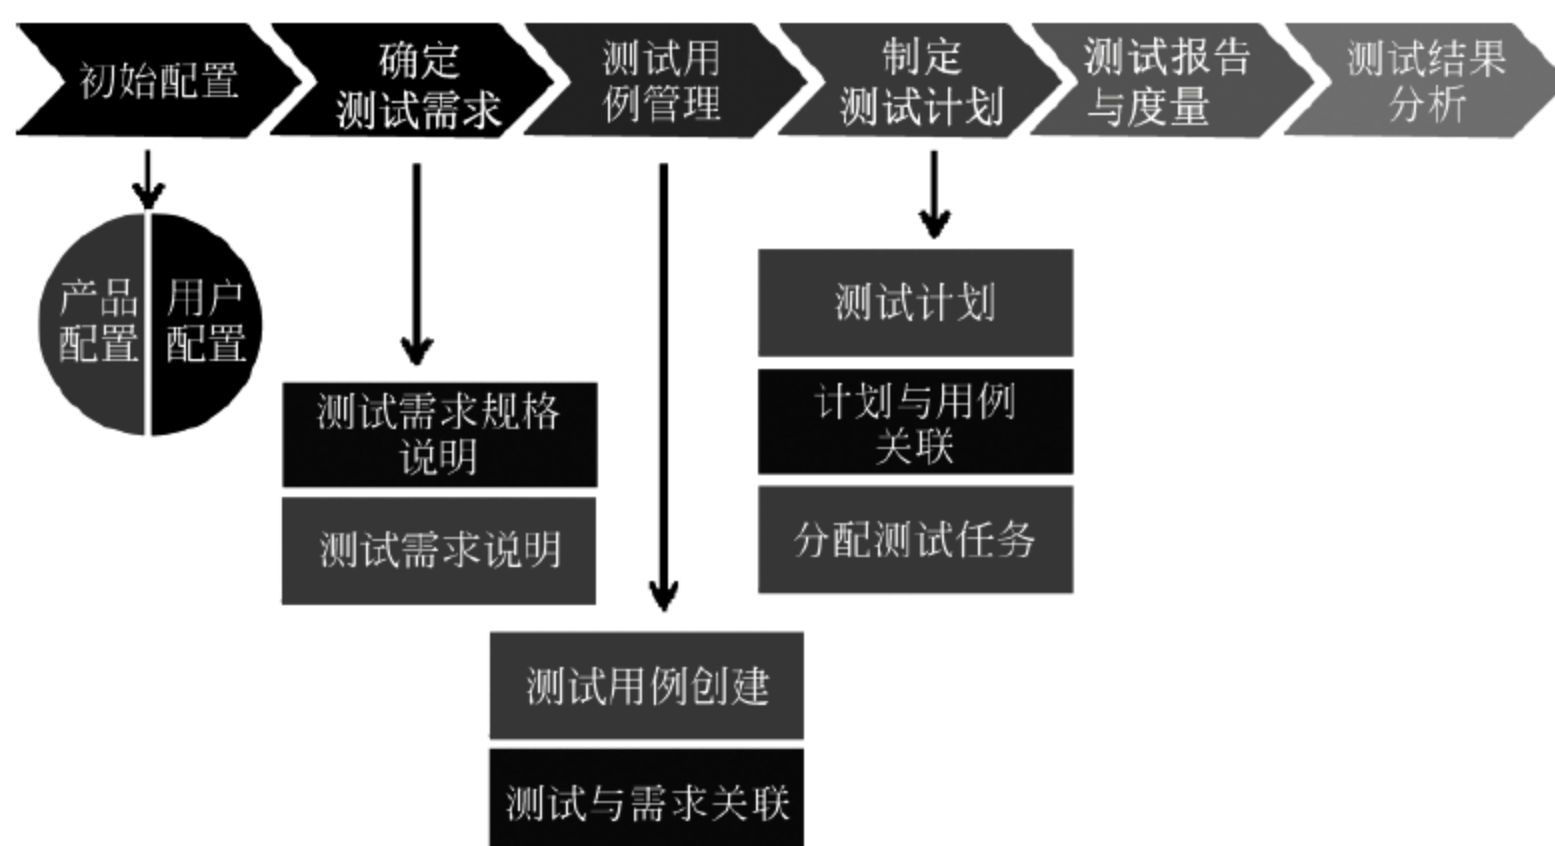 初始配置
确定
测试需求
测试用
例管理
制定
测试计划
测试报告
与度量
测试结果
分析
产品
配置
用户
配置
测试需求规格
说明
测试需求说明
测试用例创建
测试与需求关联
测试计划
计划与用例
关联
分配测试任务